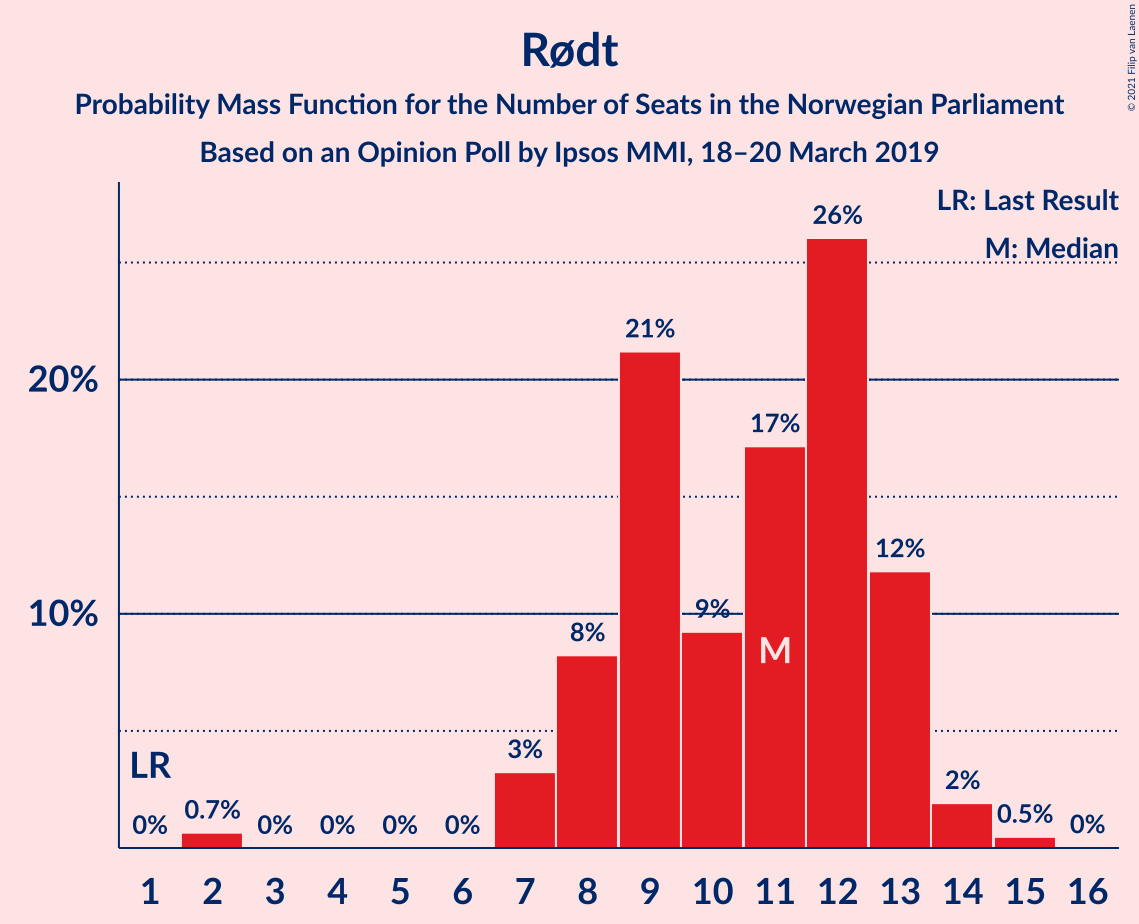 © 2021 Filip van Laenen
Rødt
Probability Mass Function for the Number of Seats in the Norwegian Parliament
Based on an Opinion Poll by Ipsos MMI, 18–20 March 2019
LR: Last Result
M: Median
26%
21%
20%
17%
12%
10%
9%
8%
M
3%
LR
2%
0%
0.7%
0%
0%
0%
0%
0.5%
0%
1 2 3 4 5 6 7 8 9 10 11 12 13 14 15 16